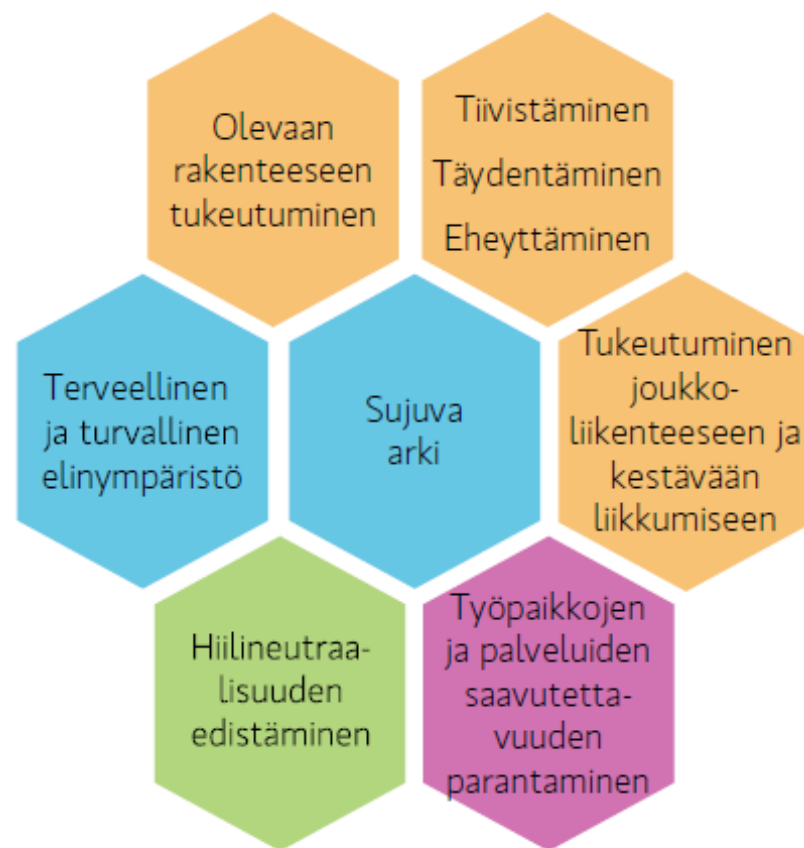 Olevaan
rakenteeseen
tukeutuminen
Tiivistäminen
Täydentäminen
Eheyttäminen
Terveellinen
ja turvallinen
elinympäristö
Sujuva
arki
Tukeutuminen
joukko-
liikenteeseen ja
kestävään
liikkumiseen
Hiilineutraa-
lisuuden
edistäminen
Työpaikkojen
ja palveluiden
saavutetta-
vuuden
parantaminen